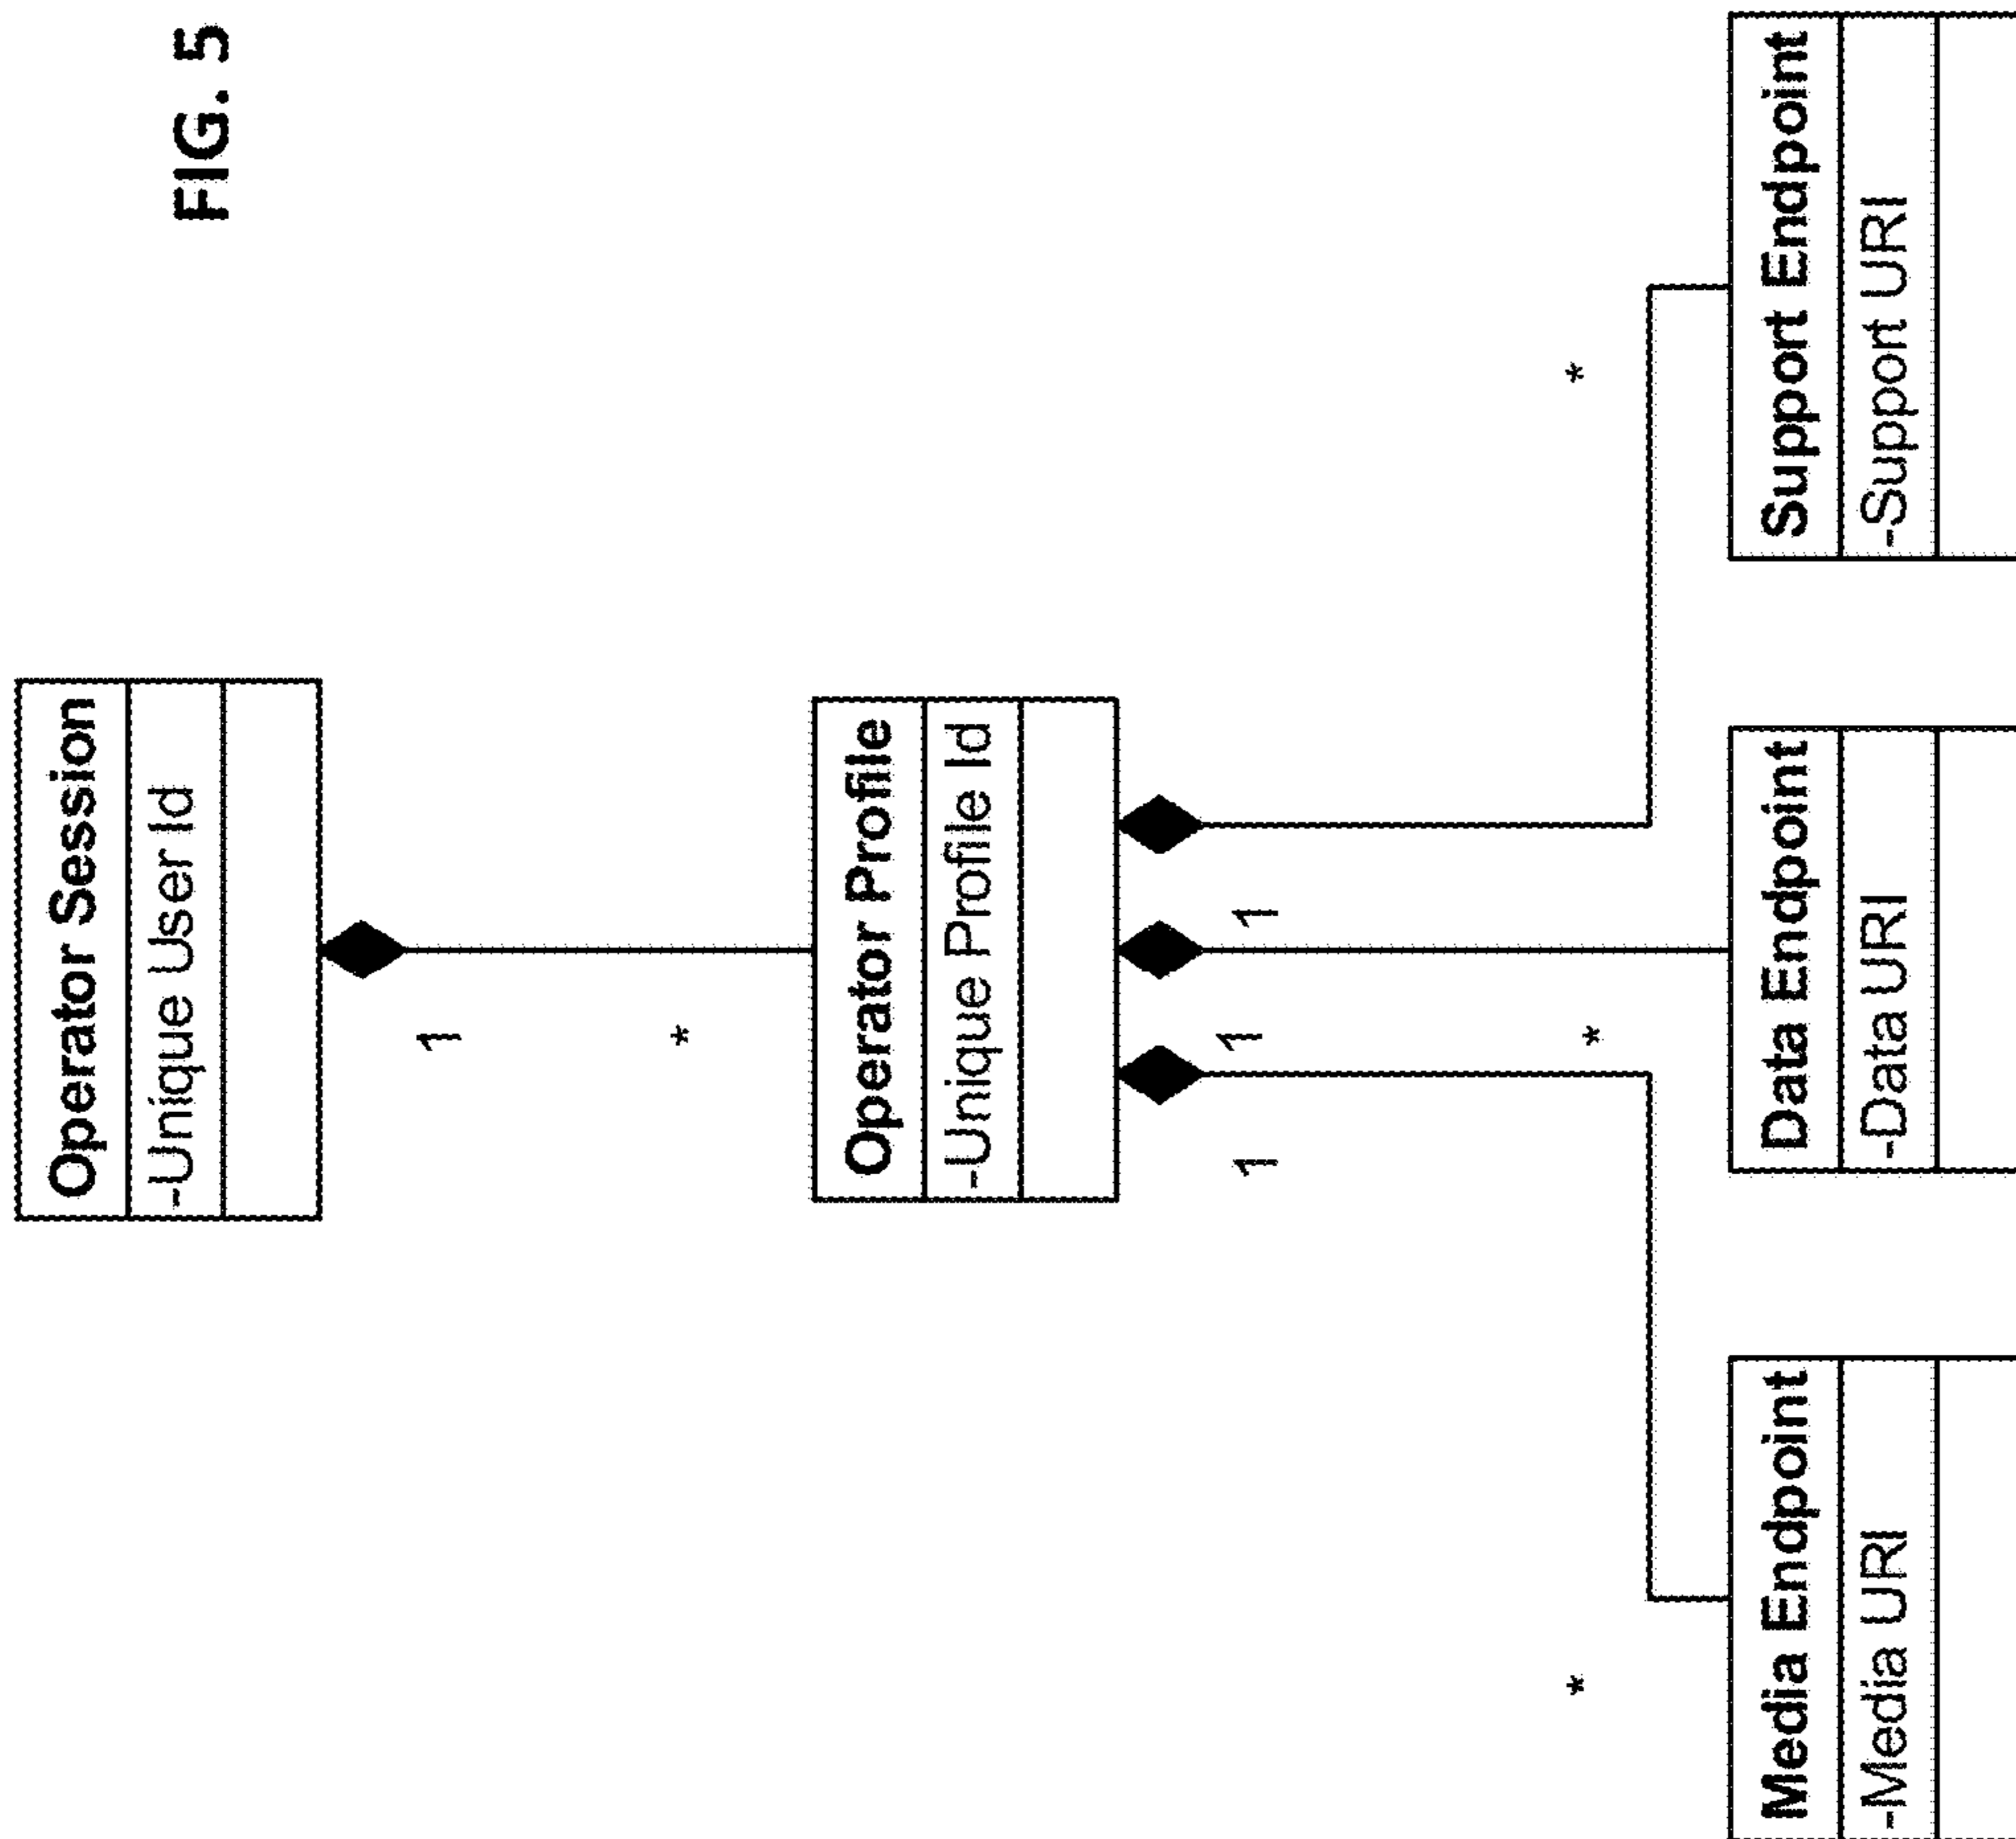 Operator Session
-Unique User Id
FIG. 5
1
*
Operator Profile
-Unique Profile Id
1
1
1
*
*
*
Media Endpoint
-Media URI
Data Endpoint
-Data URI
Support Endpoint
-Support URI